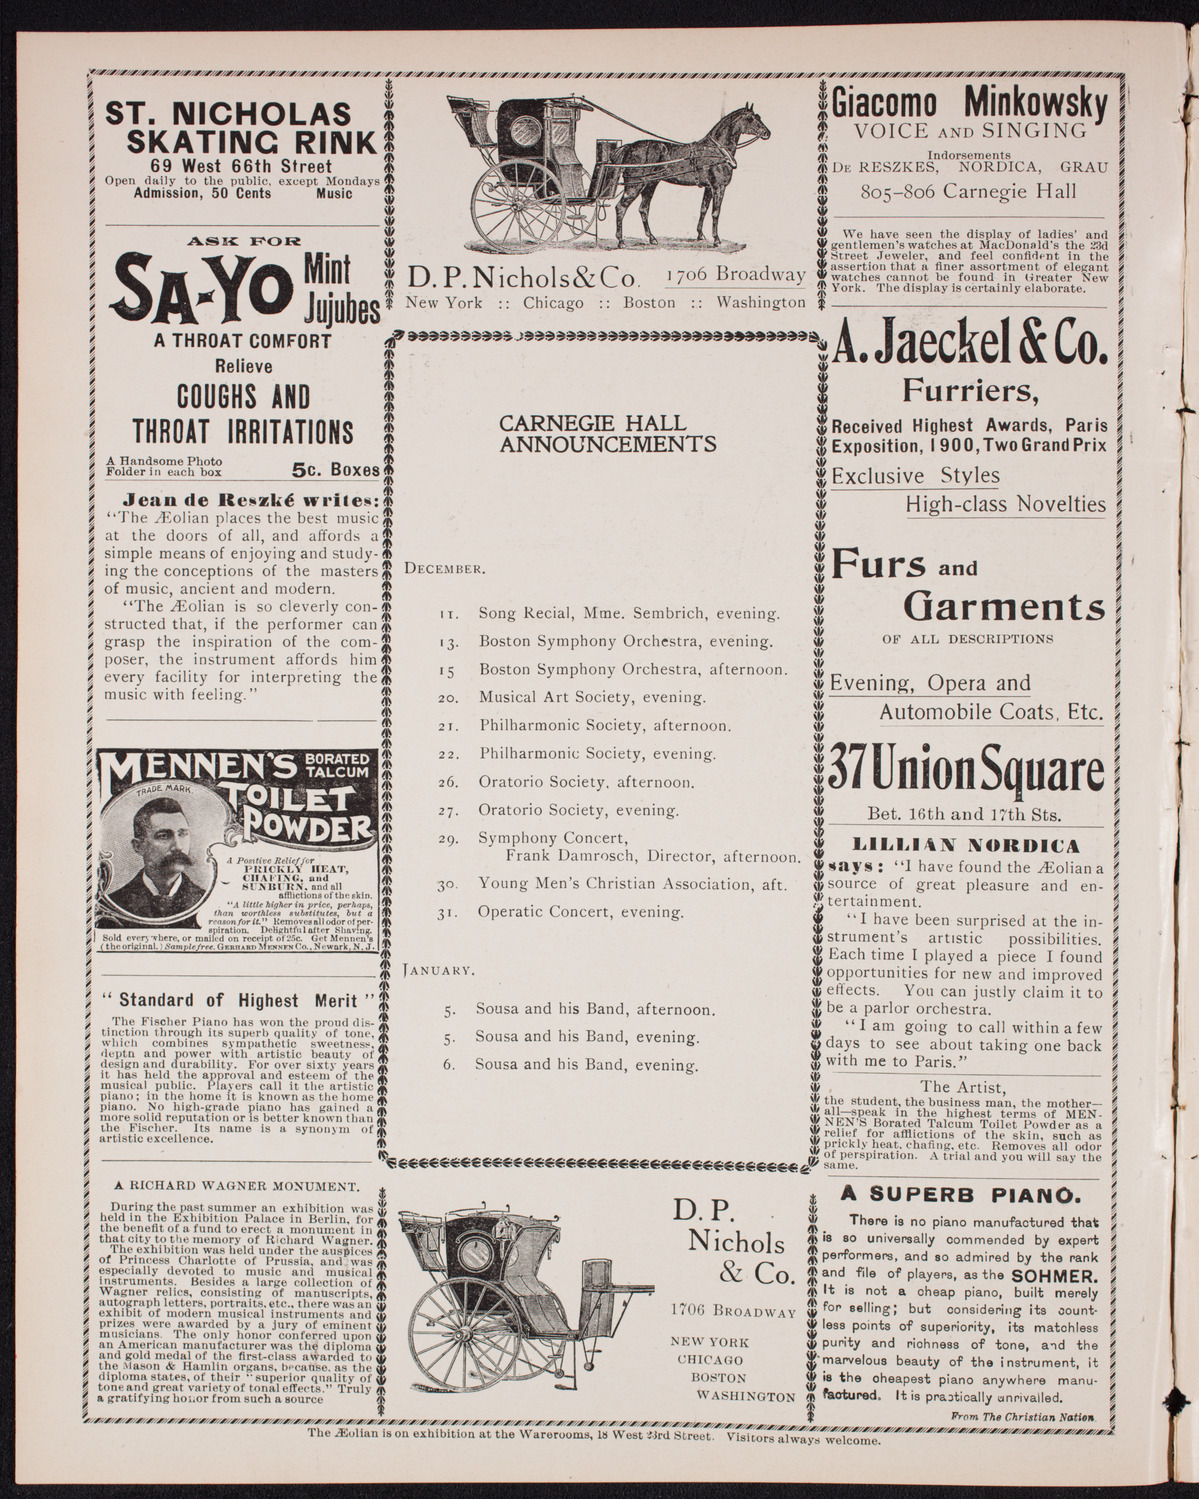 ST. NICHOLAS
SKATING RINK
69 West 66th Street
Open daily to the public, except Mondays
Admission, 50 Cents Music
ASK FOR
SA-YO Mint
Jujubes
A THROAT COMFORT
Relieve
COUGHS AND
THROAT IRRITATIONS
A Handsome Photo
Folder in each box
5c. Boxes
Jean de Reszké writes:
“The Æolian places the best music
at the doors of all, and affords a
simple means of enjoying and study-
ing the conceptions of the masters
of music, ancient and modern.
“The Æolian is so cleverly con-
structed that, if the performer can
grasp the inspiration of the com-
poser, the instrument affords him
every facility for interpreting the
music with feeling.”
MENNEN'S BORATED
TALCUM
TOILET
POWDER
TRADE MARK
A Positive Relief for
PRICKLY HEAT,
CHAFING, and
SUNBURN, and all
afflictions of the skin.
“A little higher in price, perhaps,
than worthless substitutes, but a
reason for it.” Removes all odor of per-
spiration. Delightful after Shaving.
Sold everywhere, or mailed on receipt of 25c. Get Mennen's
(the original.) Sample free. GERHARD MENNEN CO., Newark, N.J.
“Standard of Highest Merit”
The Fischer Piano has won the proud dis-
tinction through its superb quality of tone,
which combines sympathetic sweetness,
depth and power with artistic beauty of
design and durability. For over sixty years
it has held the approval and esteem of the
musical public. Players call it the artistic
piano; in the home it is known as the home
piano. No high-grade piano has gained a
more solid reputation or is better known than
the Fischer. Its name is a synonym of
artistic excellence.
A RICHARD WAGNER MONUMENT.
During the past summer an exhibition was
held in the Exhibition Palace in Berlin, for
the benefit of a fund to erect a monument in
that city to the memory of Richard Wagner.
The exhibition was held under the auspices
of Princess Charlotte of Prussia, and was
especially devoted to music and musical
instruments. Besides a large collection of
Wagner relics, consisting of manuscripts,
autograph letters, portraits, etc., there was an
exhibit of modern musical instruments and
prizes were awarded by a jury of eminent
musicians. The only honor conferred upon
an American manufacturer was the diploma
and gold medal of the first-class awarded to
the Mason & Hamlin organs, because, as the
diploma states, of their “superior quality of
tone and great variety of tonal effects.” Truly
a gratifying honor from such a source
D. P. Nichols & Co. 1706 Broadway
New York :: Chicago :: Boston :: Washington
CARNEGIE HALL
ANNOUNCEMENTS
DECEMBER.
11. Song Recial, Mme. Sembrich, evening.
13. Boston Symphony Orchestra, evening.
15 Boston Symphony Orchestra, afternoon.
20. Musical Art Society, evening.
21. Philharmonic Society, afternoon.
22. Philharmonic Society, evening.
26. Oratorio Society, afternoon.
27. Oratorio Society, evening.
29. Symphony Concert,
Frank Damrosch, Director, afternoon.
30. Young Men's Christian Association, aft.
31. Operatic Concert, evening.
JANUARY.
5. Sousa and his Band, afternoon.
5. Sousa and his Band, evening.
6. Sousa and his Band, evening.
D. P.
Nichols
& Co.
1706 BROADWAY
NEW YORK
CHICAGO
BOSTON
WASHINGTON
Giacomo Minkowsky
VOICE AND SINGING
Indorsements
DE RESZKES, NORDICA, GRAU
805-806 Carnegie Hall
We have seen the display of ladies' and
gentlemen's watches at MacDonald's the 23d
Street Jeweler, and feel confident in the
assertion that a finer assortment of elegant
watches cannot be found in Greater New
York. The display is certainly elaborate.
A. Jaeckel & Co.
Furriers,
Received Highest Awards, Paris
Exposition, 1900, Two Grand Prix
Exclusive Styles
High-class Novelties
Furs and
Garments
OF ALL DESCRIPTIONS
Evening, Opera and
Automobile Coats, Etc.
37 Union Square
Bet. 16th and 17th Sts.
LILLIAN NORDICA
says: “I have found the Æolian a
source of great pleasure and en-
tertainment.
“I have been surprised at the in-
strument's artistic possibilities.
Each time I played a piece I found
opportunities for new and improved
effects. You can justly claim it to
be a parlor orchestra.
“I am going to call within a few
days to see about taking one back
with me to Paris.”
The Artist,
the student, the business man, the mother—
all—speak in the highest terms of MEN-
NEN'S Borated Talcum Toilet Powder as a
relief for afflictions of the skin, such as
prickly heat, chafing, etc. Removes all odor
of perspiration. A trial and you will say the
same.
A SUPERB PIANO.
There is no piano manufactured that
is so universally commended by expert
performers, and so admired by the rank
and file of players, as the SOHMER.
It is not a cheap piano, built merely
for selling; but considering its count-
less points of superiority, its matchless
purity and richness of tone, and the
marvelous beauty of the instrument, it
is the cheapest piano anywhere manu-
factured. It is practically unrivalled.
From The Christian Nation.
The Æolian is on exhibition at the Warerooms, 18 West 23rd Street. Visitors always welcome.